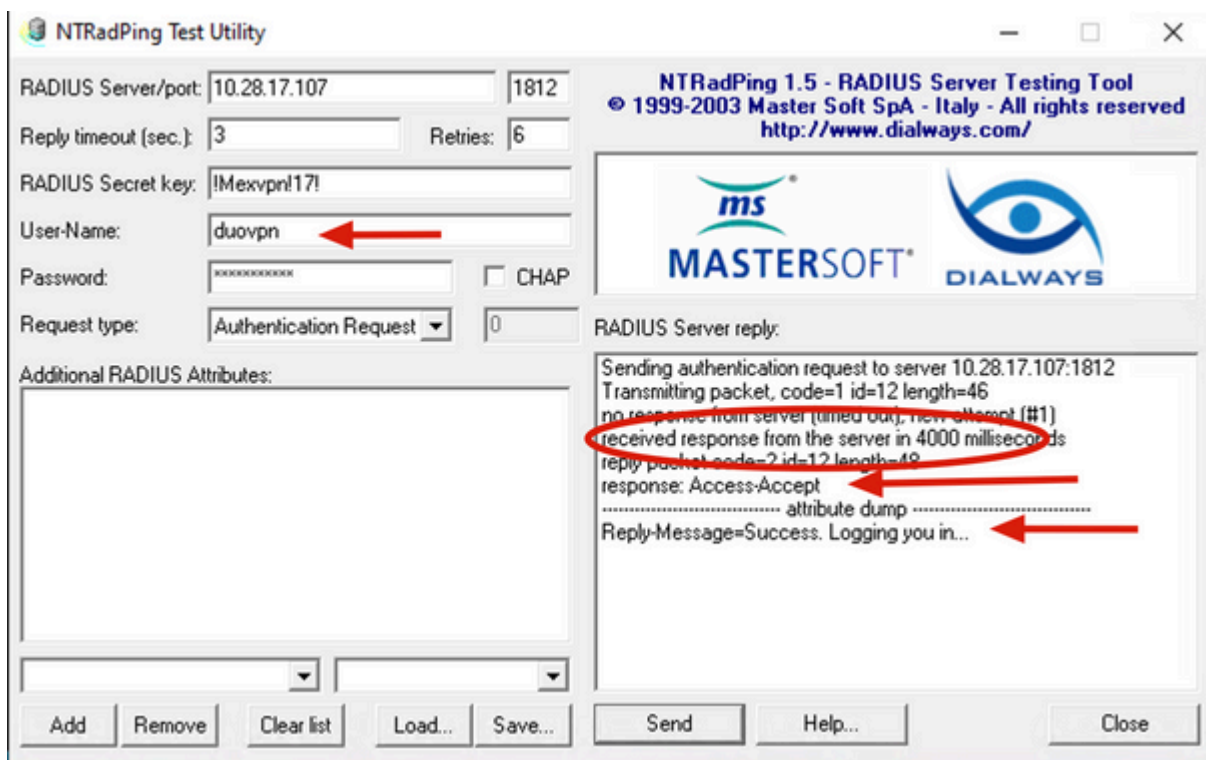 NTRadPing Test Utility
RADIUS Server/port: 10.28.17.107 1812
Reply timeout (sec.): 3 Retries: 6
RADIUS Secret key: !Mexvpn!17!
User-Name: duovpn
Password: ××××××××××× CHAP
Request type: Authentication Request 0
Additional RADIUS Attributes:
Add Remove Clear list Load... Save...
NTRadPing 1.5 - RADIUS Server Testing Tool
© 1999-2003 Master Soft SpA - Italy - All rights reserved
http://www.dialways.com/
ms
MASTERSOFT
DIALWAYS
RADIUS Server reply:
Sending authentication request to server 10.28.17.107:1812
Transmitting packet, code=1 id=12 length=46
no response from server (timed out), new attempt (#1)
received response from the server in 4000 milliseconds
reply packet code=2 id=12 length=48
response: Access-Accept
---------------------------------- attribute dump ----------------------------------
Reply-Message=Success. Logging you in...
Send Help... Close